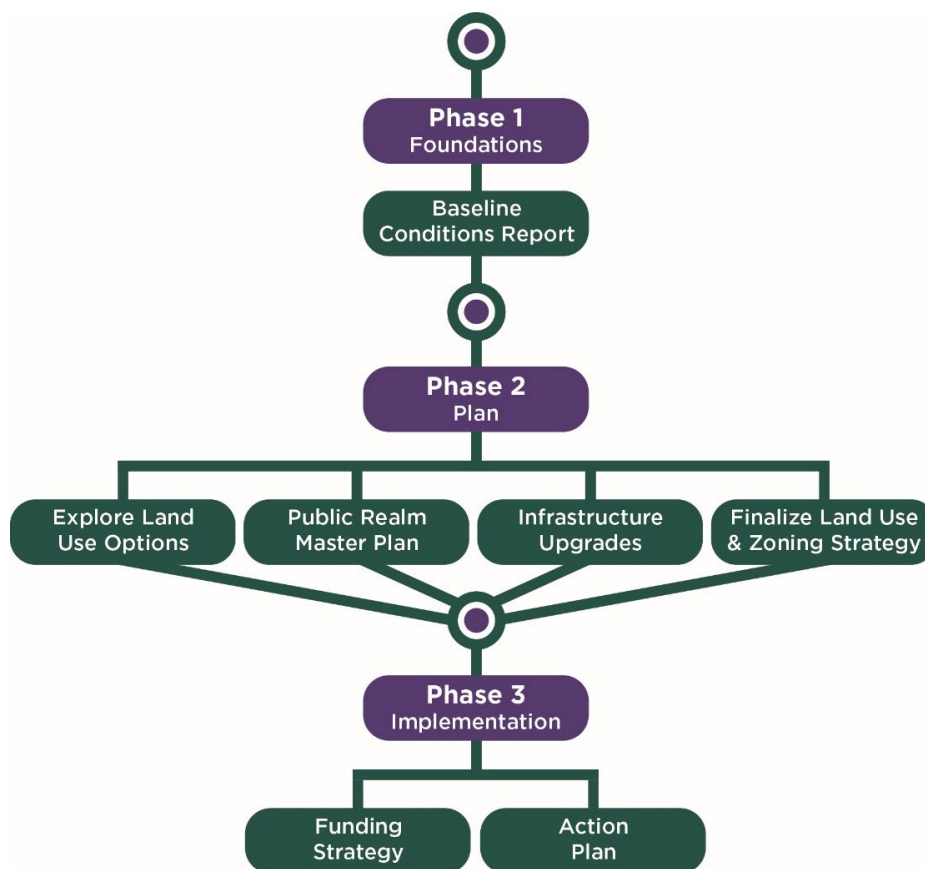 Phase 1
Foundations
Baseline
Conditions Report
Phase 2
Plan
Explore Land
Use Options
Public Realm
Master Plan
Infrastructure
Upgrades
Finalize Land Use
& Zoning Strategy
Phase 3
Implementation
Funding
Strategy
Action
Plan